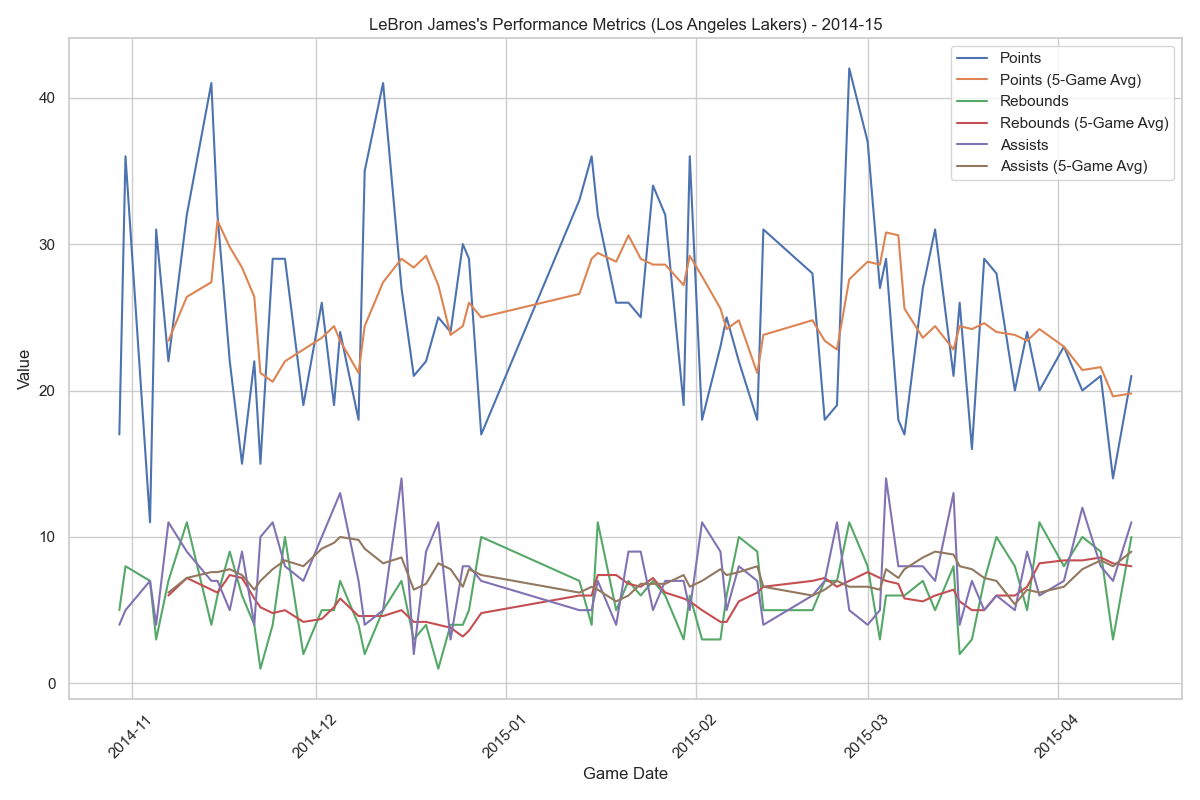 LeBron James's Performance Metrics (Los Angeles Lakers) - 2014-15
Points
Points (5-Game Avg)
Rebounds
Rebounds (5-Game Avg)
Assists
Assists (5-Game Avg)
Value
40
30
20
10
0
2014-11
2014-12
2015-01
2015-02
2015-03
2015-04
Game Date